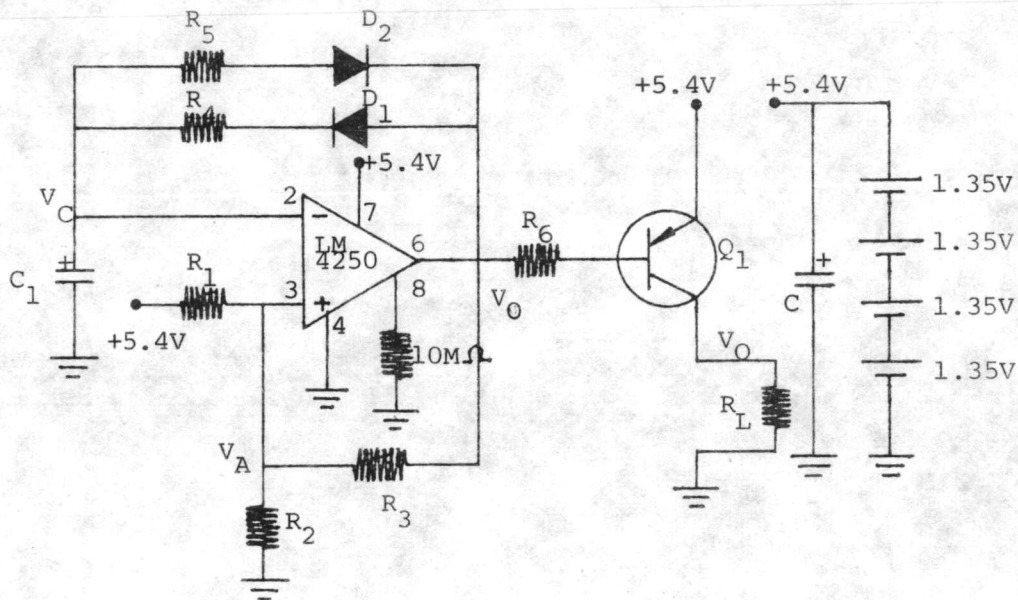 R5
D2
R4
D1
+5.4V
+5.4V
+5.4V
VC
2
7
LM
4250
6
8
R6
Q1
1.35V
1.35V
1.35V
1.35V
C1
+
R1
3
4
+5.4V
VO
10MΩ
VO
RL
C
+
VA
R3
R2